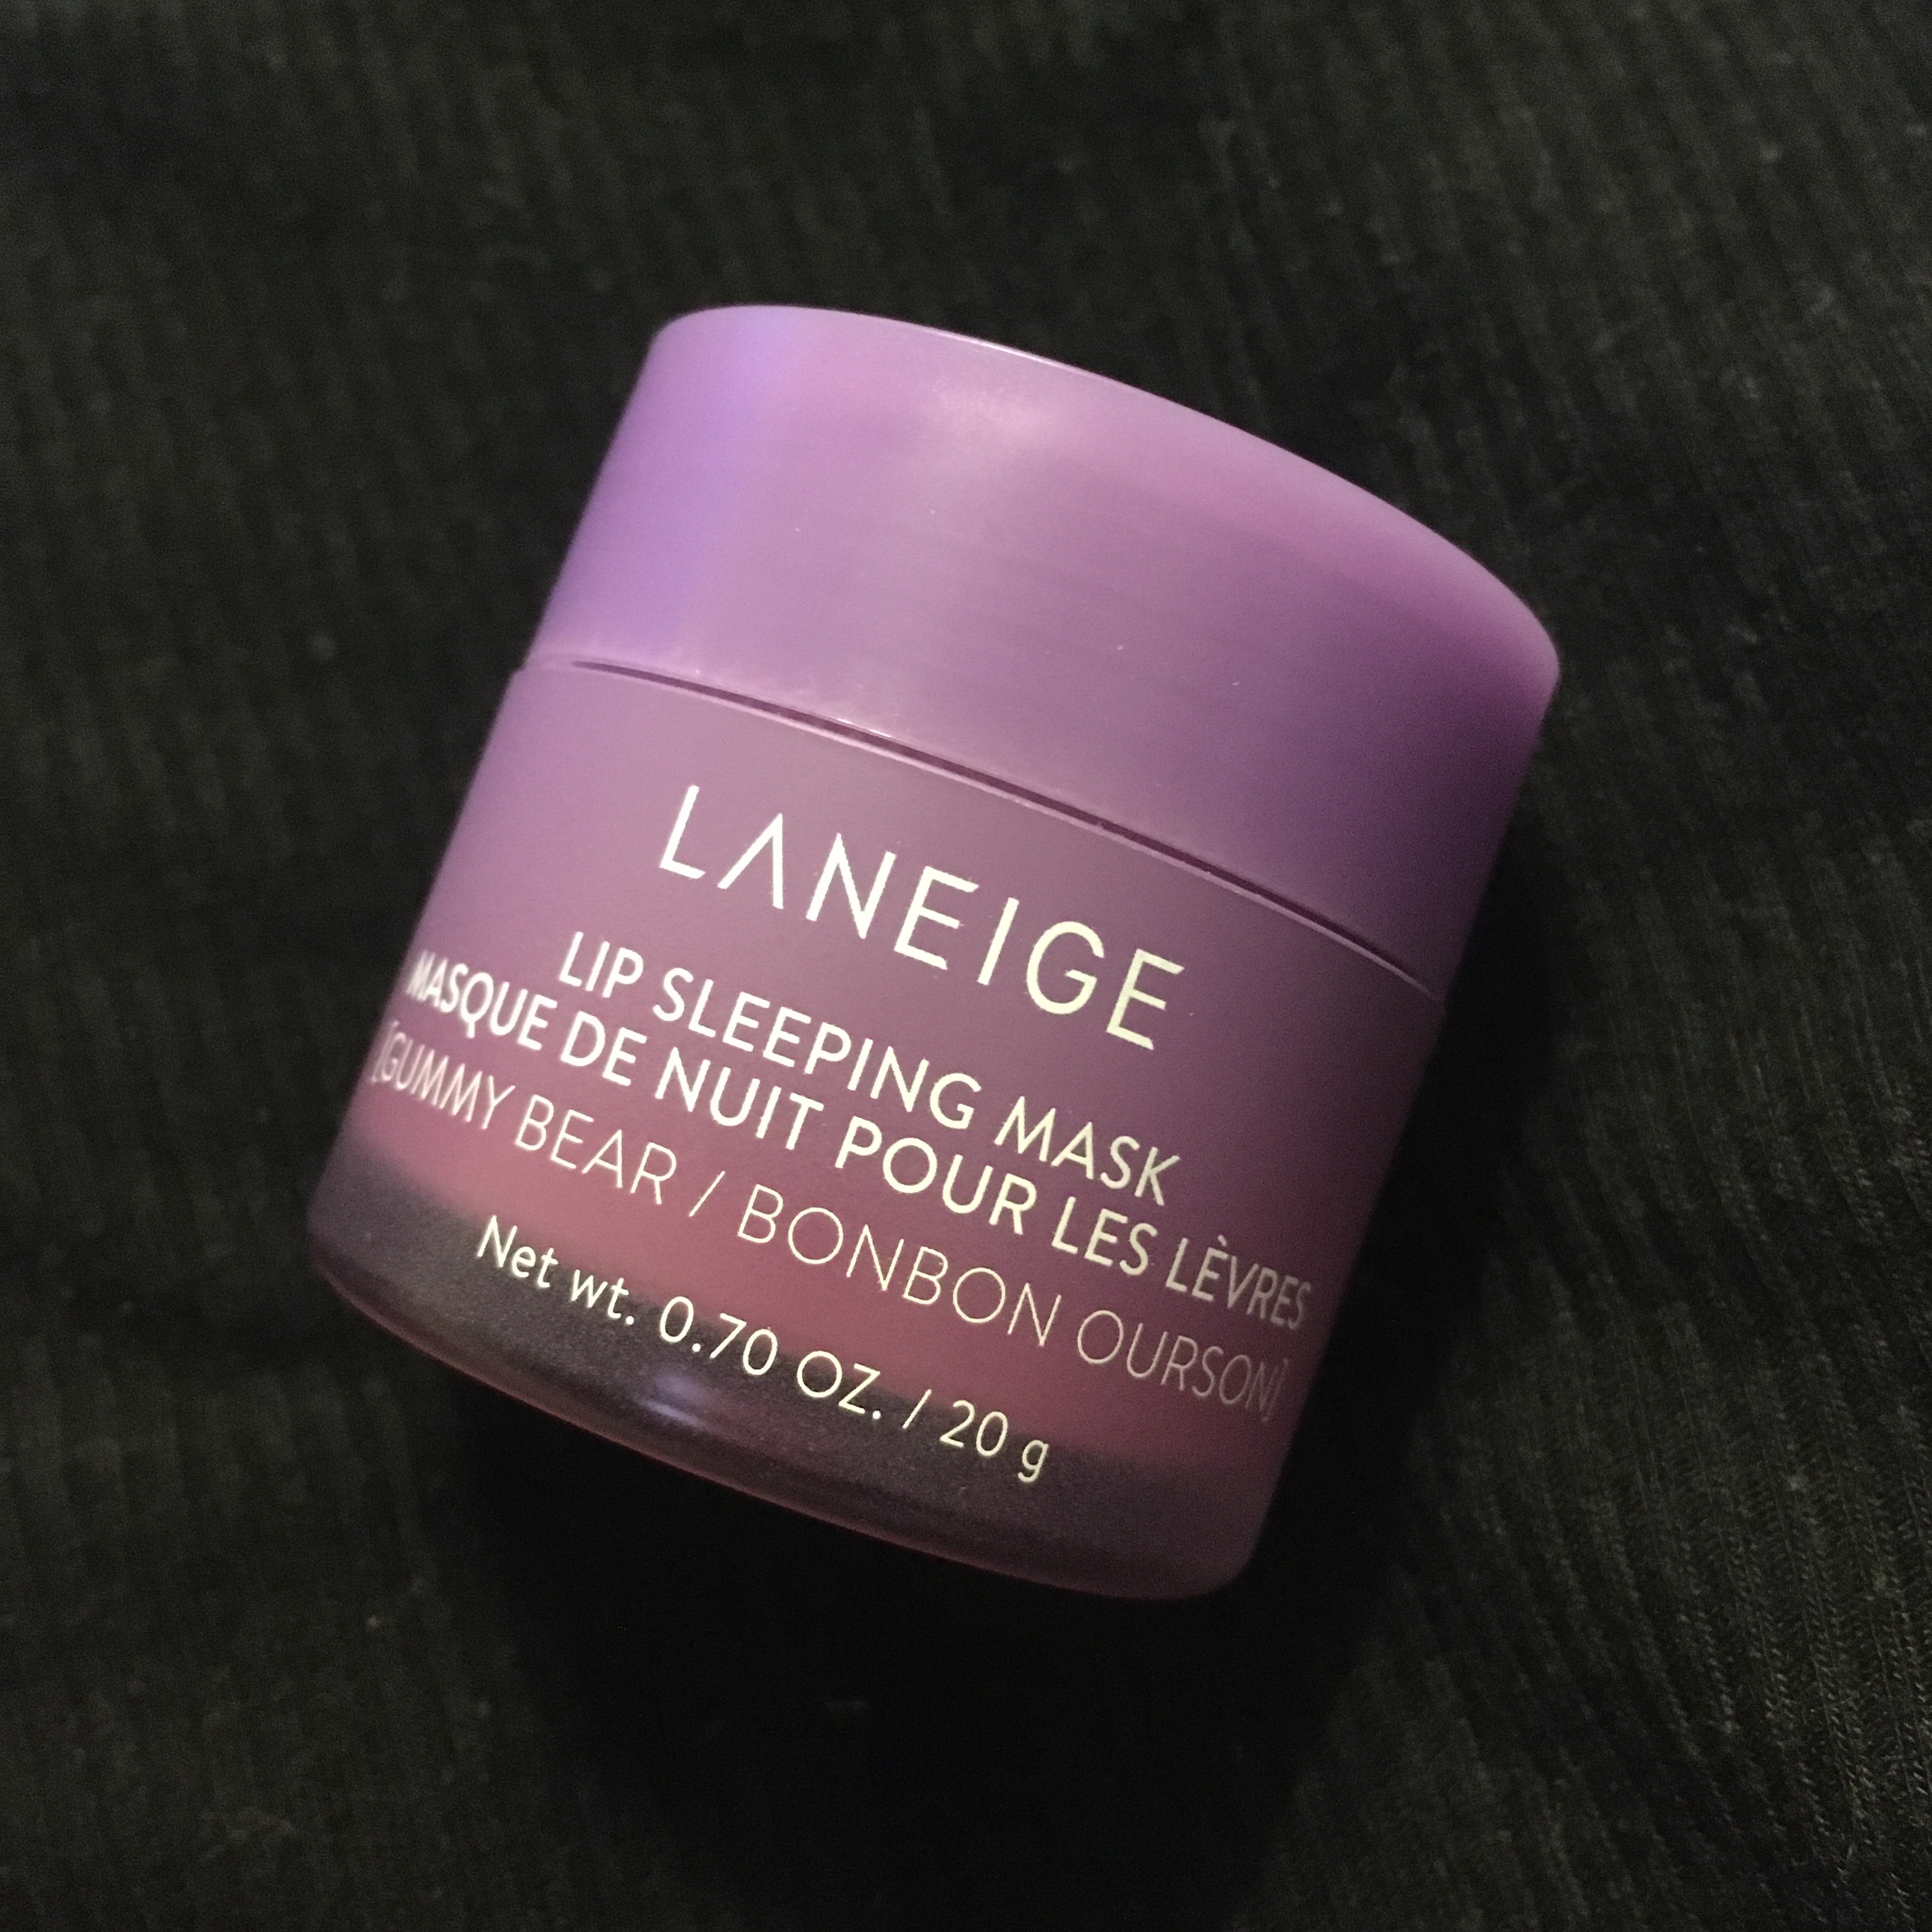 LANEIGE
LIP SLEEPING MASK
MASQUE DE NUIT POUR LES LÈVRES
[GUMMY BEAR / BONBON OURSON]
Net wt. 0.70 OZ. / 20 g